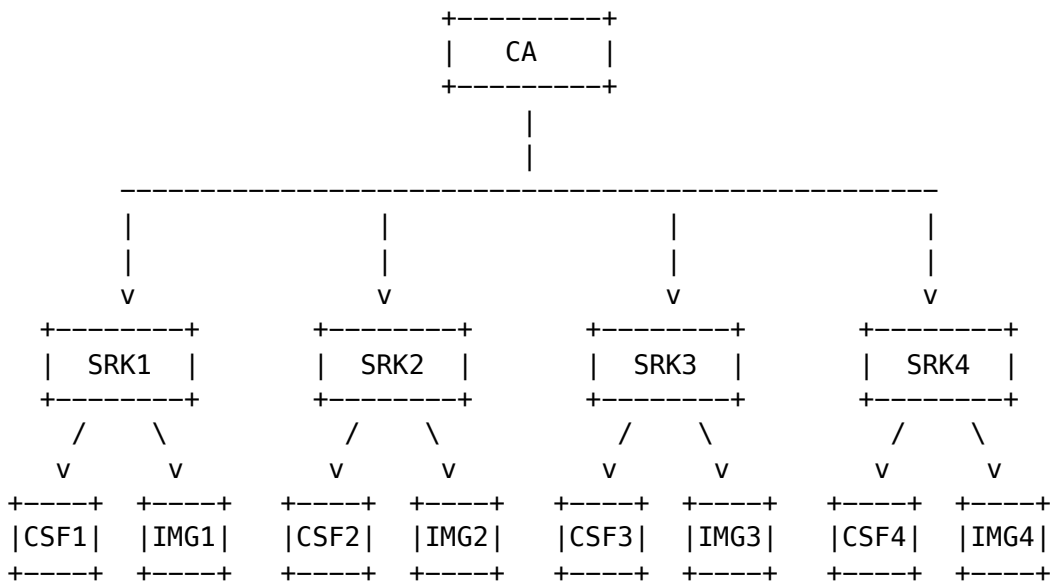 CA
SRK1 SRK2 SRK3 SRK4
CSF1 IMG1 CSF2 IMG2 CSF3 IMG3 CSF4 IMG4